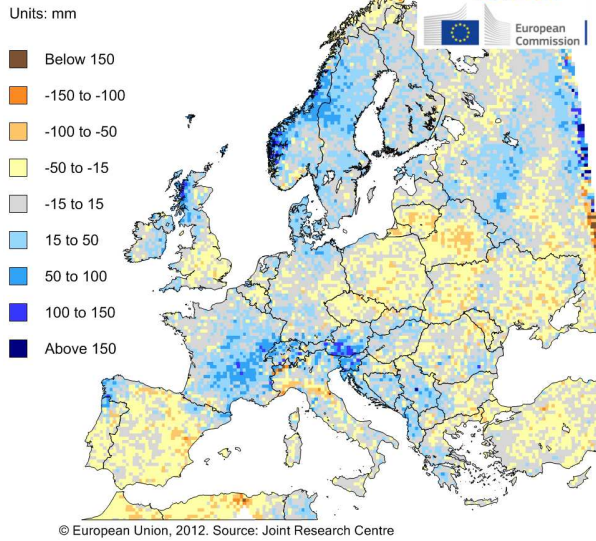 Units: mm
European
Commission
Below 150
-150 to -100
-100 to -50
-50 to -15
-15 to 15
15 to 50
50 to 100
100 to 150
Above 150
© European Union, 2012. Source: Joint Research Centre